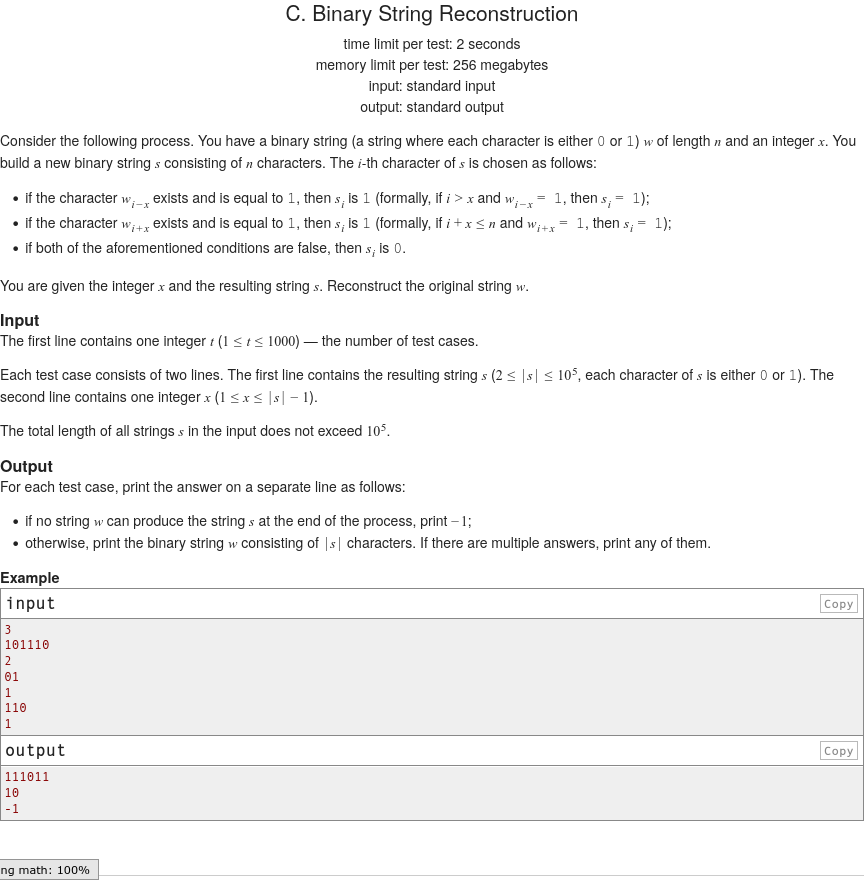 C. Binary String Reconstruction
time limit per test: 2 seconds
memory limit per test: 256 megabytes
input: standard input
output: standard output
Consider the following process. You have a binary string (a string where each character is either 0 or 1) w of length n and an integer x. You
build a new binary string s consisting of n characters. The i-th character of s is chosen as follows:
• if the character w_{i−x} exists and is equal to 1, then s_i is 1 (formally, if i > x and w_{i−x} = 1, then s_i = 1);
• if the character w_{i+x} exists and is equal to 1, then s_i is 1 (formally, if i + x ≤ n and w_{i+x} = 1, then s_i = 1);
• if both of the aforementioned conditions are false, then s_i is 0.
You are given the integer x and the resulting string s. Reconstruct the original string w.
Input
The first line contains one integer t (1 ≤ t ≤ 1000) — the number of test cases.
Each test case consists of two lines. The first line contains the resulting string s (2 ≤ |s| ≤ 10^5, each character of s is either 0 or 1). The
second line contains one integer x (1 ≤ x ≤ |s| − 1).
The total length of all strings s in the input does not exceed 10^5.
Output
For each test case, print the answer on a separate line as follows:
• if no string w can produce the string s at the end of the process, print −1;
• otherwise, print the binary string w consisting of |s| characters. If there are multiple answers, print any of them.
Example
input Copy
3
101110
2
01
1
110
1
output Copy
111011
10
-1
ng math: 100%